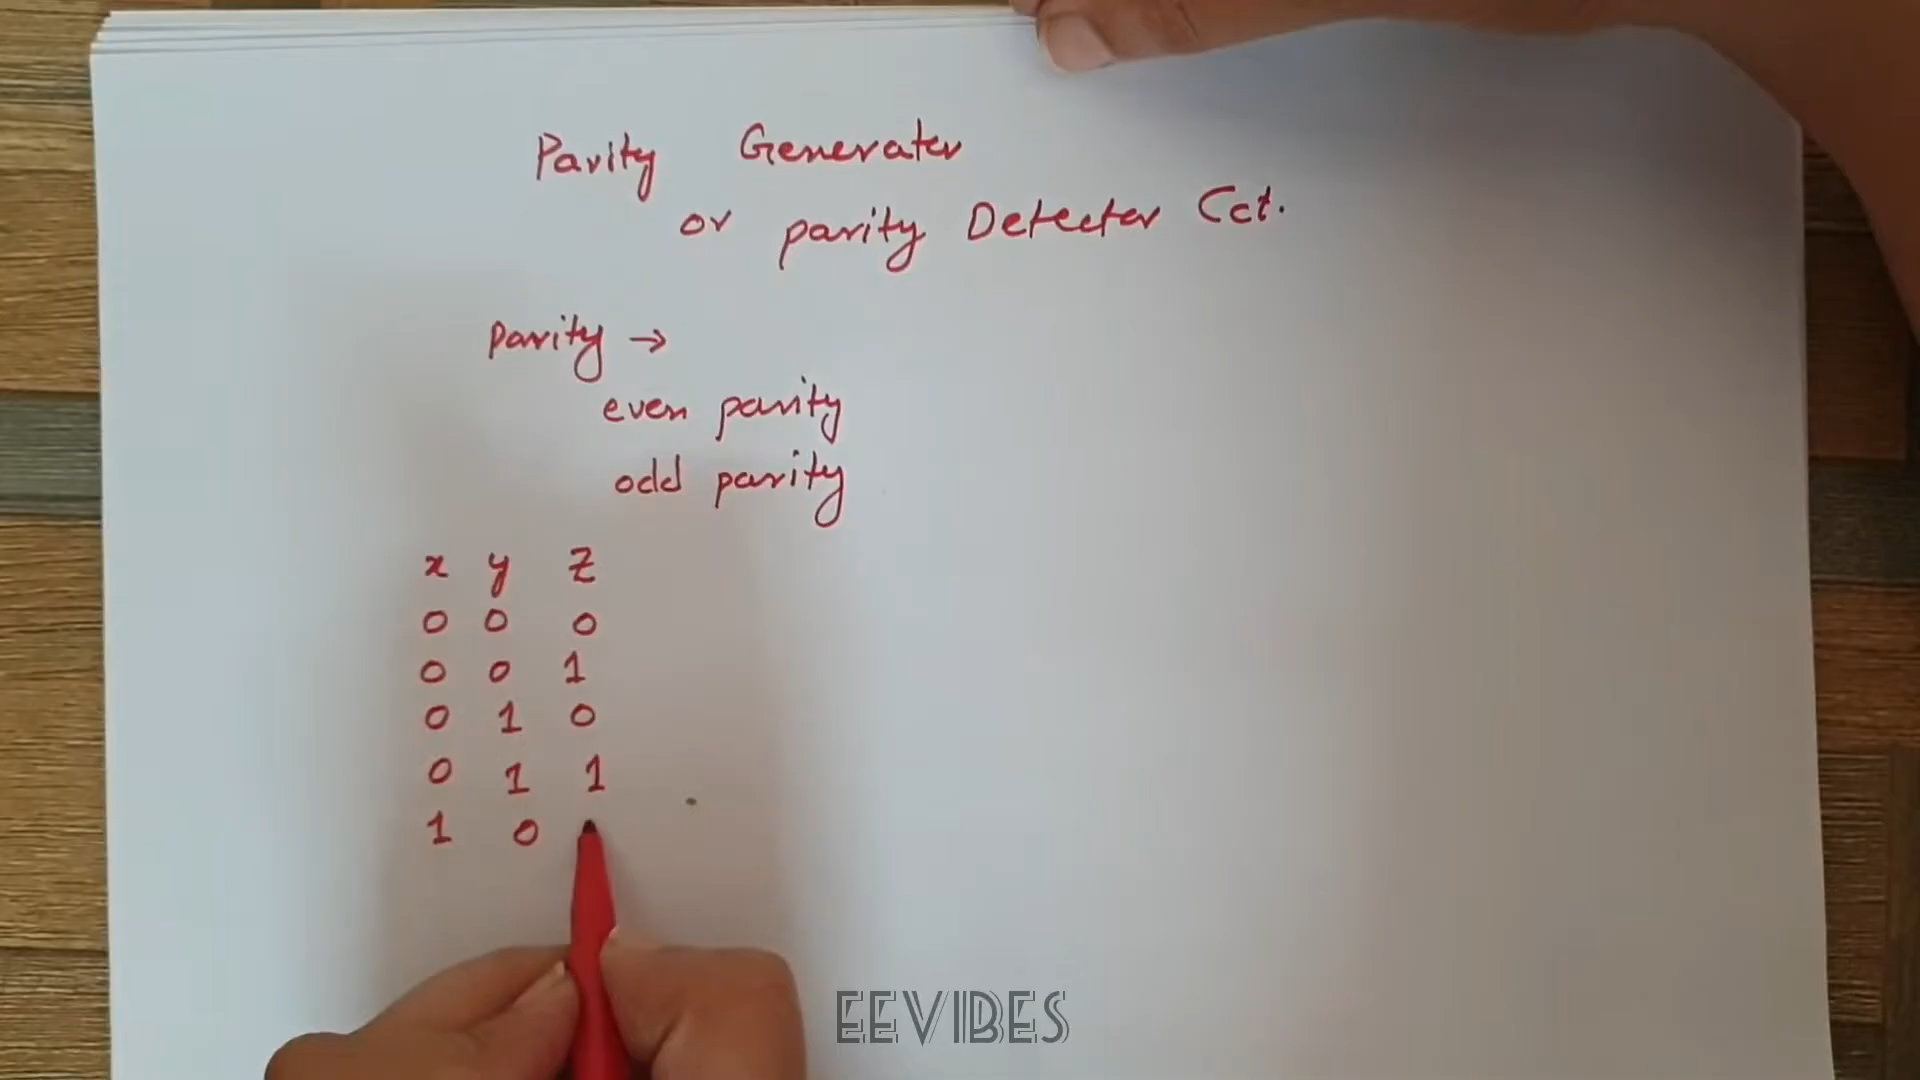 Parity Generater
or parity Detecter Cct.
parity →
even parity
odd parity
x y z
0 0 0
0 0 1
0 1 0
0 1 1
1 0
EEVIBES